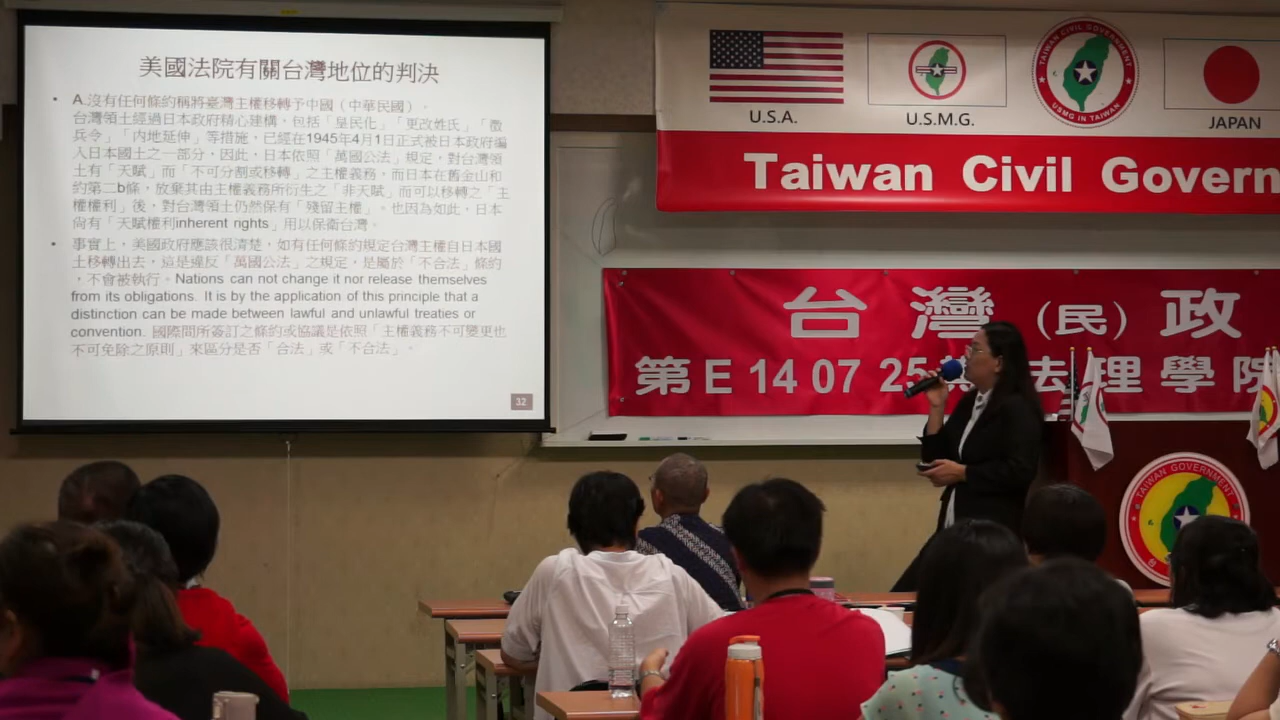 美國法院有關台灣地位的判決
• A.沒有任何條約稱將臺灣主權移轉予中國（中華民國）。
台灣領土經過日本政府精心建構，包括「皇民化」「更改姓氏」「徵
兵令」「內地延伸」等措施，已經在1945年4月1日正式被日本政府編
入日本國土之一部分，因此，日本依照「萬國公法」規定，對台灣領
土有「天賦」而「不可分割或移轉」之主權義務，而日本在舊金山和
約第二b條，放棄其由主權義務所衍生之「非天賦」而可以移轉之「主
權權利」後，對台灣領土仍然保有「殘留主權」。也因為如此，日本
尚有「天賦權利inherent rights」用以保衛台灣。
• 事實上，美國政府應該很清楚，如有任何條約規定台灣主權自日本國
土移轉出去，這是違反「萬國公法」之規定，是屬於「不合法」條約
，不會被執行。Nations can not change it nor release themselves
from its obligations. It is by the application of this principle that a
distinction can be made between lawful and unlawful treaties or
convention. 國際間所簽訂之條約或協議是依照「主權義務不可變更也
不可免除之原則」來區分是否「合法」或「不合法」。
32
U.S.A.
U.S.M.G.
TAIWAN CIVIL GOVERNMENT
USMG IN TAIWAN
JAPAN
Taiwan Civil Govern
台灣（民）政
第E 14 07 25
法理學院
TAIWAN GOVERNMENT